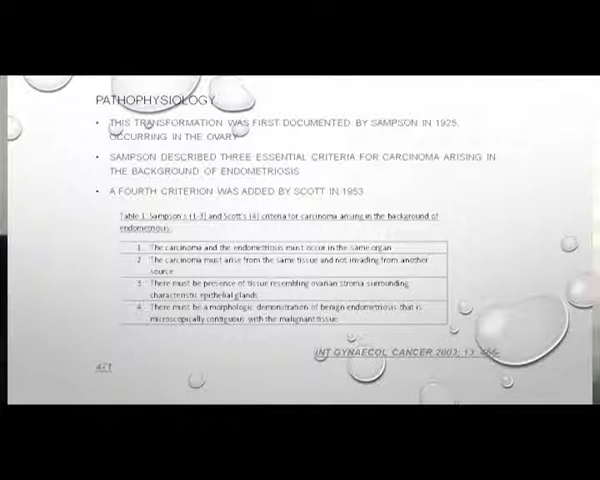 PATHOPHYSIOLOGY
• THIS TRANSFORMATION WAS FIRST DOCUMENTED BY SAMPSON IN 1925,
OCCURRING IN THE OVARY
• SAMPSON DESCRIBED THREE ESSENTIAL CRITERIA FOR CARCINOMA ARISING IN
THE BACKGROUND OF ENDOMETRIOSIS
• A FOURTH CRITERION WAS ADDED BY SCOTT IN 1953
Table 1. Sampson's (1-3) and Scott's (4) criteria for carcinoma arising in the background of
endometriosis.
1 The carcinoma and the endometriosis must occur in the same organ
2 The carcinoma must arise from the same tissue and not invading from another
source
3 There must be presence of tissue resembling ovarian stroma surrounding
characteristic epithelial glands
4 There must be a morphologic demonstration of benign endometriosis that is
microscopically contiguous with the malignant tissue
INT GYNAECOL CANCER 2003; 13:
471